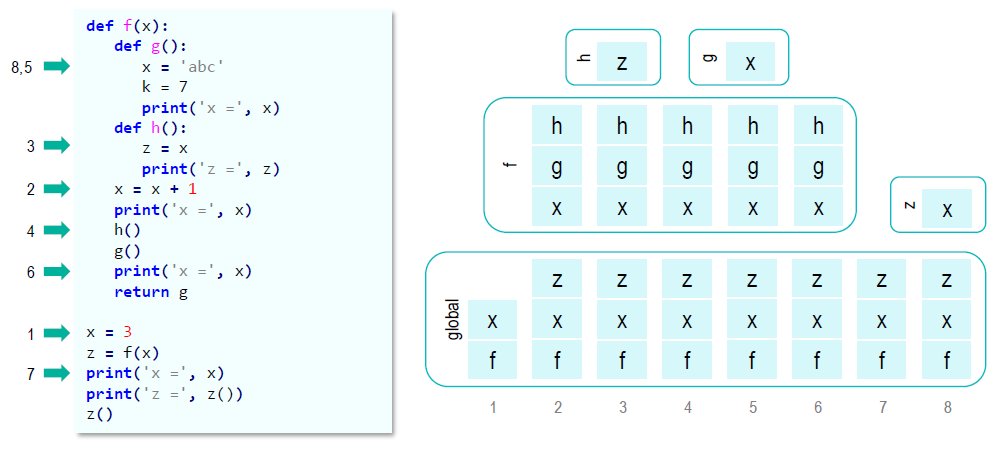 def f(x):
def g():
8,5
x = 'abc'
k = 7
print('x =', x)
def h():
3
z = x
print('z =', z)
2
x = x + 1
print('x =', x)
4
h()
g()
6
print('x =', x)
return g
1
x = 3
z = f(x)
7
print('x =', x)
print('z =', z())
z()
h
z
g
x
f
h h h h h
g g g g g
x x x x x
z
x
global
z z z z z z z
x x x x x x x x
f f f f f f f f
1 2 3 4 5 6 7 8